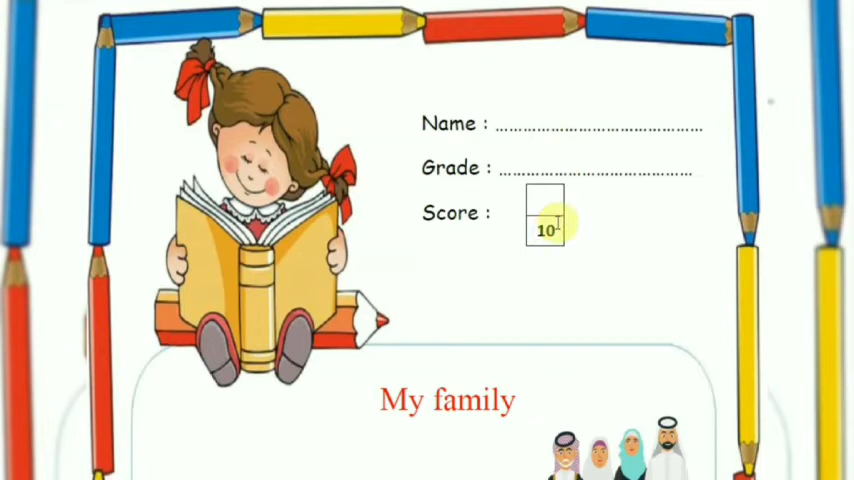 Name : ................................................
Grade : .............................................
Score :
10
My family